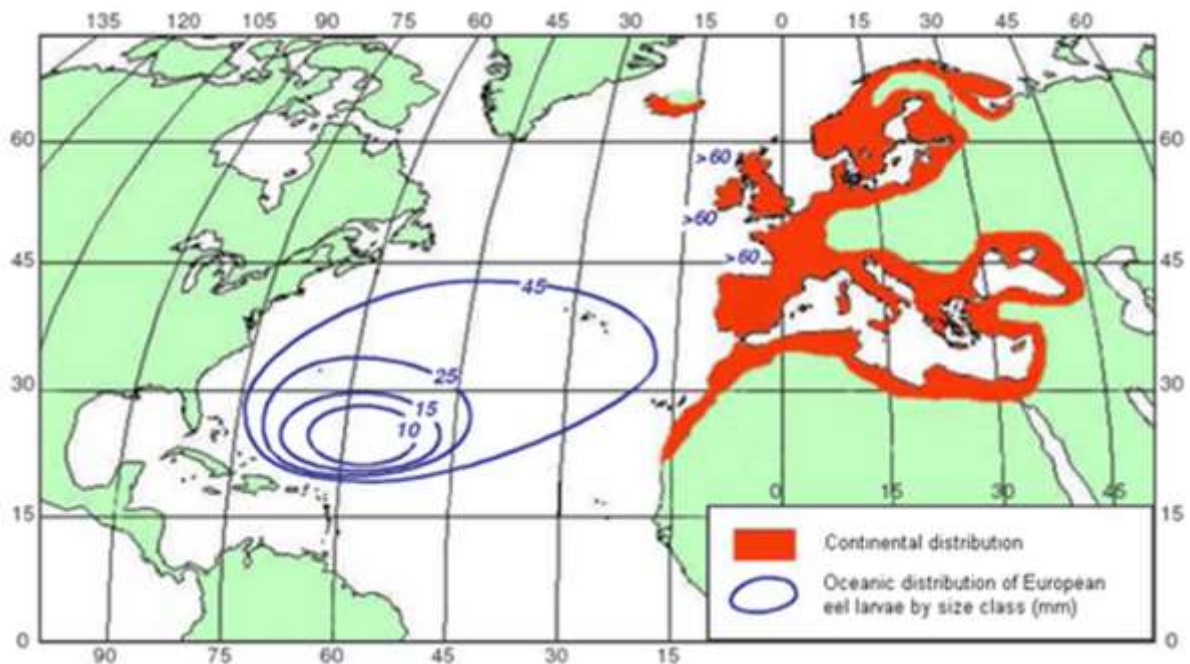 135 120 105 90 75 60 45 30 15 0 15 30 45 60
60 >60 60
>60
45 >60 45
45
30 25 30
15
10
0 15 30 45
15 15
Continental distribution
Oceanic distribution of European
eel larvae by size class (mm)
0 0
90 75 60 45 30 15